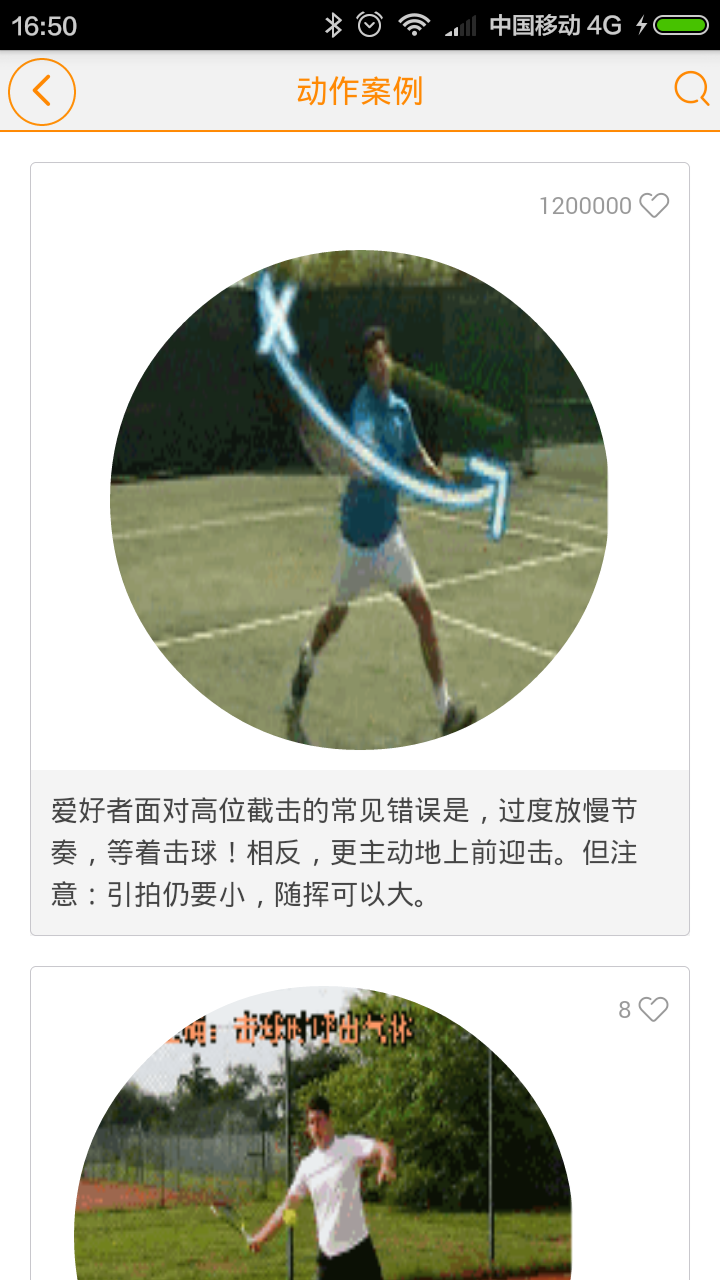 16:50 中国移动 4G
动作案例
1200000
爱好者面对高位截击的常见错误是，过度放慢节
奏，等着击球！相反，更主动地上前迎击。但注
意：引拍仍要小，随挥可以大。
8
击球时呼出气体